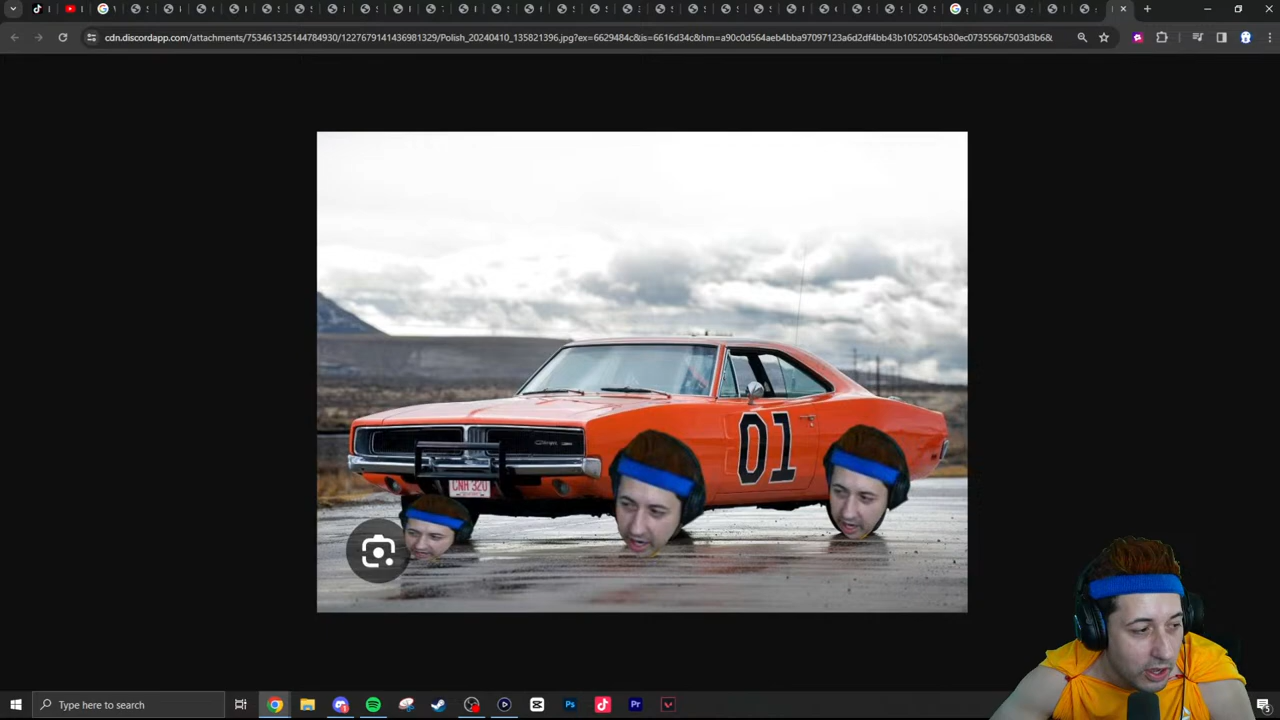 cdn.discordapp.com/attachments/753461325144784930/1227679141436981329/Polish_20240410_135821396.jpg?ex=6629484c&is=6616d34c&hm=a90c0d564aeb4bba97097123a6d2df4bb43b10520545b30ec073556b7503d3b6&
01
CNH 320
Type here to search